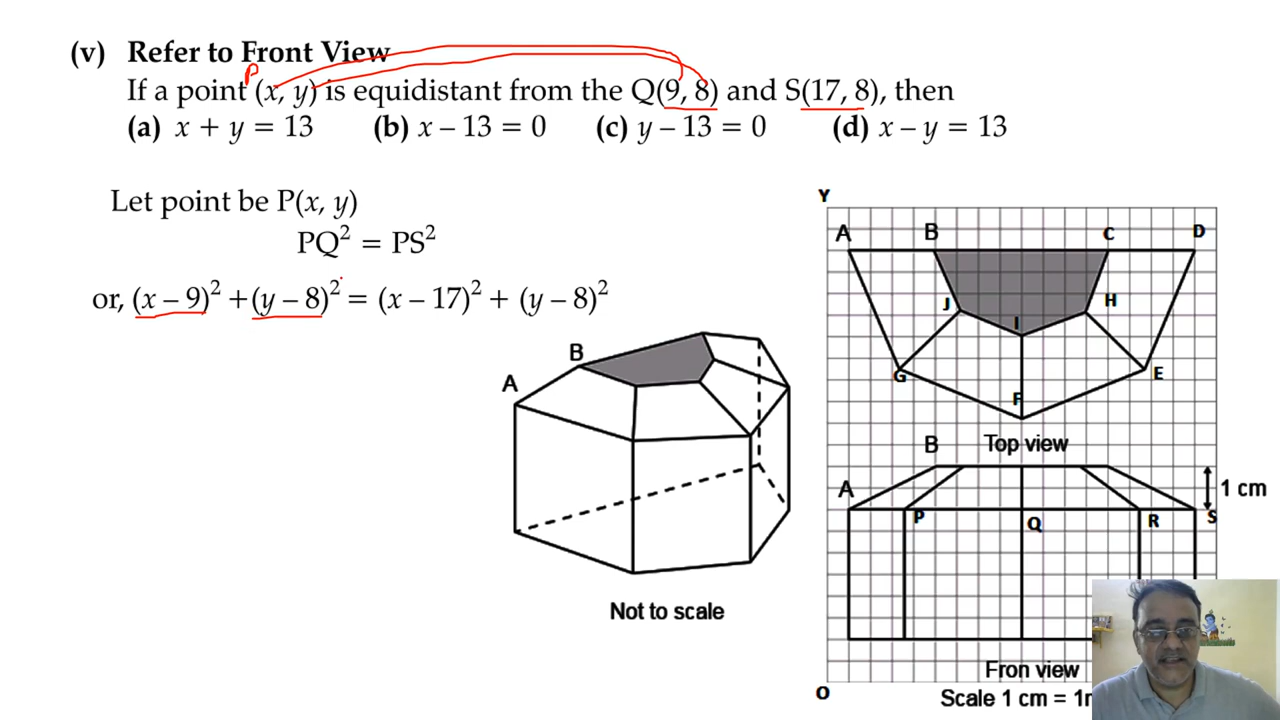 (v) Refer to Front View
P
If a point (x, y) is equidistant from the Q(9, 8) and S(17, 8), then
(a) x + y = 13 (b) x – 13 = 0 (c) y – 13 = 0 (d) x – y = 13
Let point be P(x, y)
PQ² = PS²
or, (x – 9)² + (y – 8)² = (x – 17)² + (y – 8)²
Y
A B C D
J I H
G F E
B Top view
A 1 cm
P Q R S
B
A
Not to scale
Fron view
O Scale 1 cm = 1